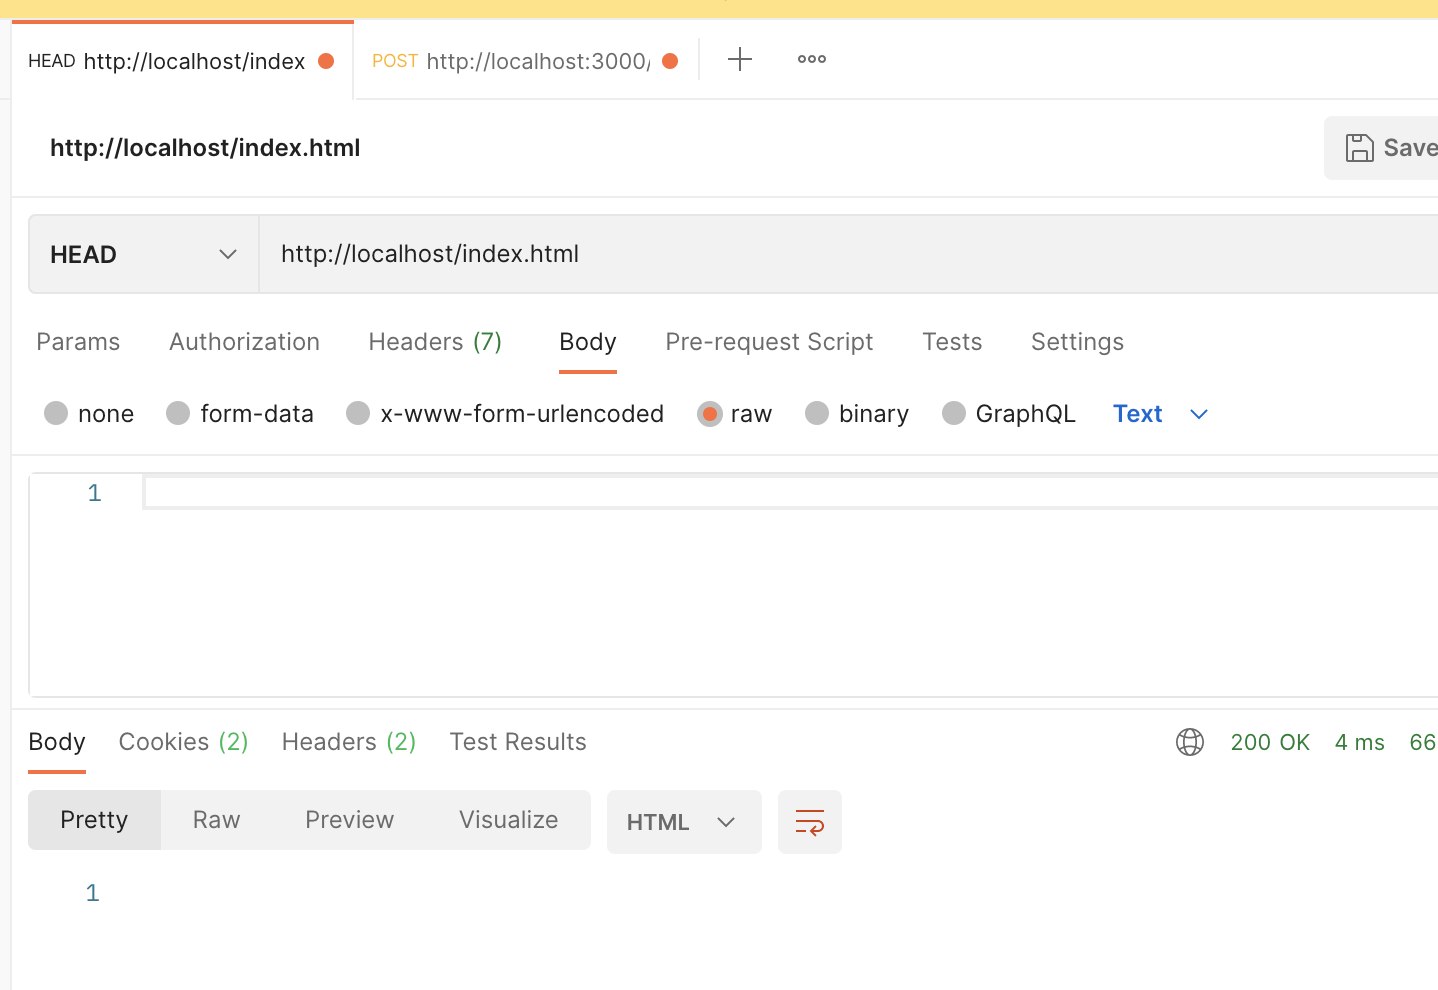 HEAD http://localhost/index POST http://localhost:3000/
http://localhost/index.html Save
HEAD http://localhost/index.html
Params Authorization Headers (7) Body Pre-request Script Tests Settings
none form-data x-www-form-urlencoded raw binary GraphQL Text
1
Body Cookies (2) Headers (2) Test Results 200 OK 4 ms 66
Pretty Raw Preview Visualize HTML
1